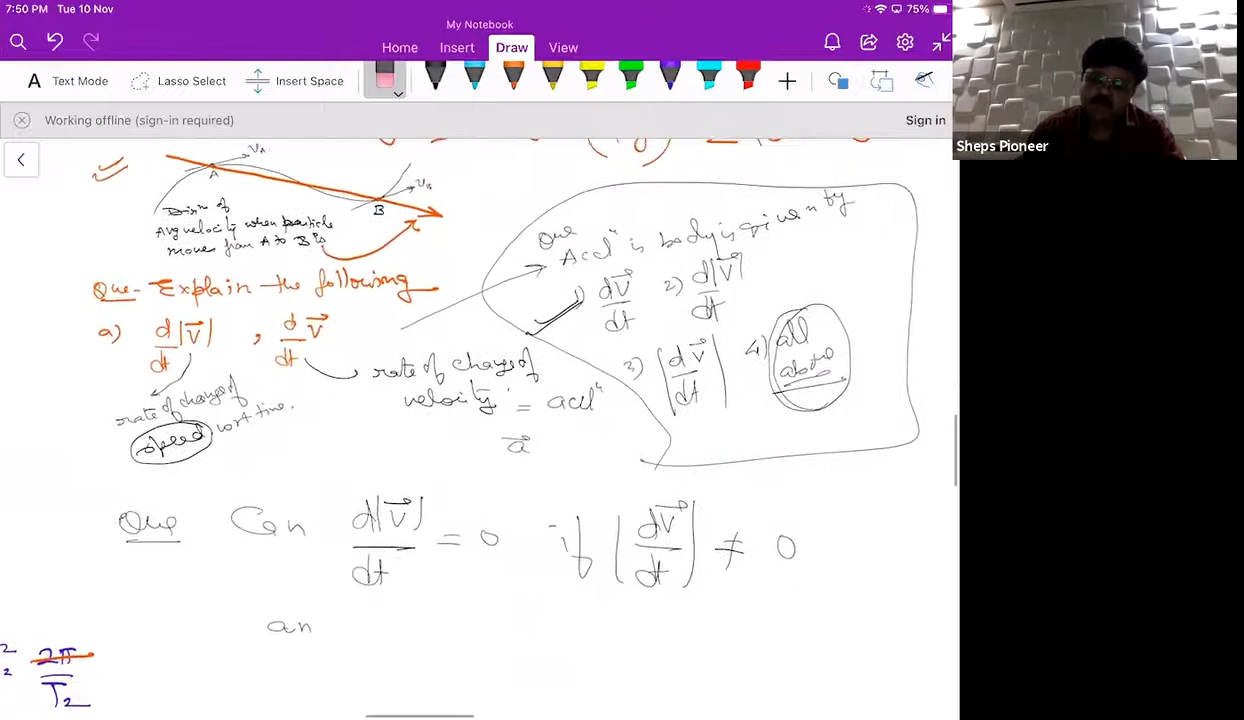 7:50 PM Tue 10 Nov
75%
My Notebook
Home Insert Draw View
A Text Mode Lasso Select Insert Space
Working offline (sign-in required)
Sign in
Sheps Pioneer
V_A
A
V_B
B
Dirn of
Avg velocity when particle
moves from A to B is
Que- Explain the following
a) d|v⃗|/dt , d/dt v⃗
rate of change of
speed wrt time.
rate of change of
velocity = accln
a⃗
Que
Accln is body is given by
1) dv⃗/dt 2) d|v⃗|/dt
3) |dv⃗/dt| 4) all
above
Que Can d|v⃗|/dt = 0 if |dv⃗/dt| ≠ 0
an
2π/T2